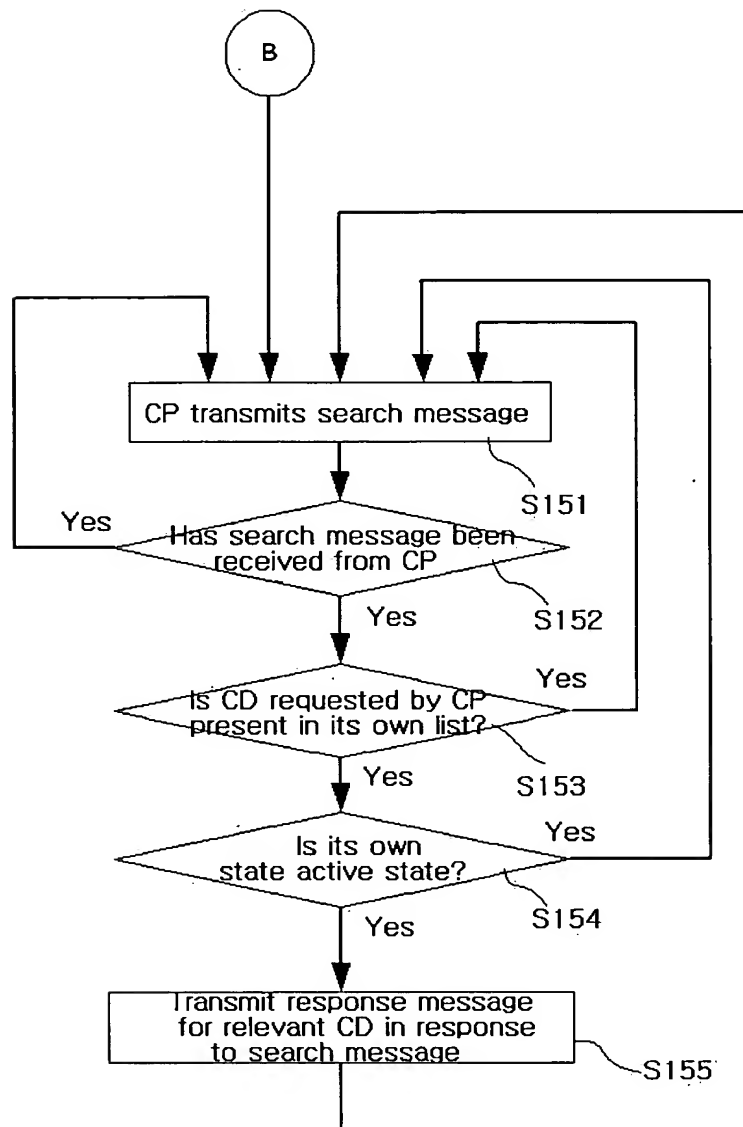 B
CP transmits search message
S151
Yes
Has search message been
received from CP
S152
Yes
Yes
Is CD requested by CP
present in its own list?
S153
Yes
Yes
Is its own
state active state?
S154
Yes
Transmit response message
for relevant CD in response
to search message
S155